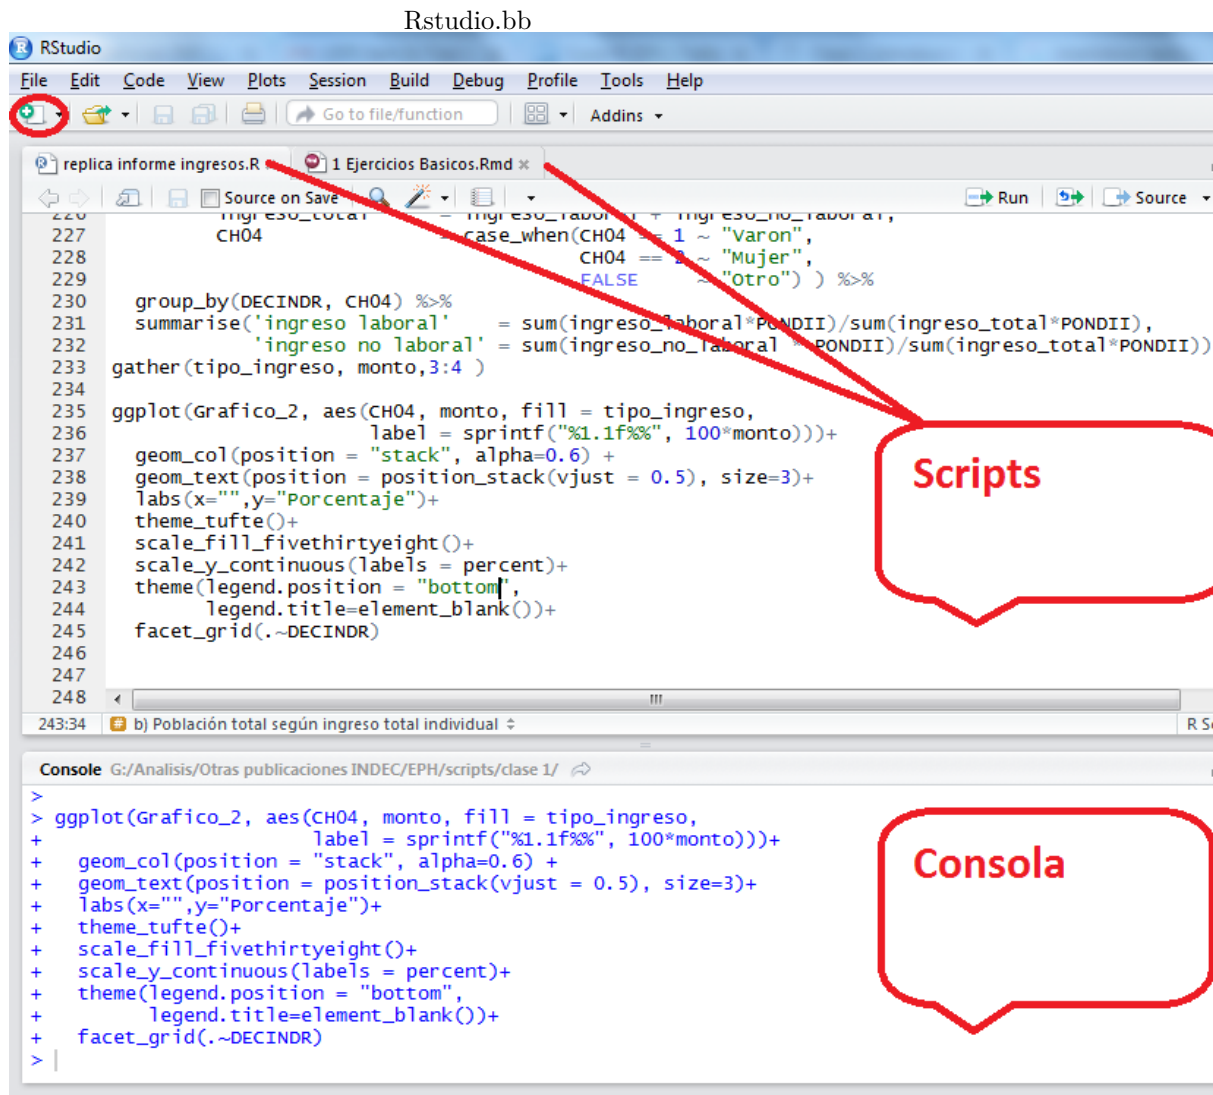 Rstudio.bb
RStudio
File Edit Code View Plots Session Build Debug Profile Tools Help
Go to file/function Addins
replica informe ingresos.R 1 Ejercicios Basicos.Rmd
Source on Save Run Source
226 ingreso_total = ingreso_laboral + ingreso_no_laboral,
227 CH04 = case_when(CH04 == 1 ~ "Varon",
228 CH04 == 2 ~ "Mujer",
229 FALSE ~ "Otro") ) %>%
230 group_by(DECINDR, CH04) %>%
231 summarise('ingreso laboral' = sum(ingreso_laboral*PONDII)/sum(ingreso_total*PONDII),
232 'ingreso no laboral' = sum(ingreso_no_laboral * PONDII)/sum(ingreso_total*PONDII))
233 gather(tipo_ingreso, monto,3:4 )
234
235 ggplot(Grafico_2, aes(CH04, monto, fill = tipo_ingreso,
236 label = sprintf("%1.1f%%", 100*monto)))+
237 geom_col(position = "stack", alpha=0.6) +
238 geom_text(position = position_stack(vjust = 0.5), size=3)+
239 labs(x="",y="Porcentaje")+
240 theme_tufte()+
241 scale_fill_fivethirtyeight()+
242 scale_y_continuous(labels = percent)+
243 theme(legend.position = "bottom",
244 legend.title=element_blank())+
245 facet_grid(.~DECINDR)
246
247
248
Scripts
243:34 # b) Población total según ingreso total individual R S
Console G:/Analisis/Otras publicaciones INDEC/EPH/scripts/clase 1/
>
> ggplot(Grafico_2, aes(CH04, monto, fill = tipo_ingreso,
+ label = sprintf("%1.1f%%", 100*monto)))+
+ geom_col(position = "stack", alpha=0.6) +
+ geom_text(position = position_stack(vjust = 0.5), size=3)+
+ labs(x="",y="Porcentaje")+
+ theme_tufte()+
+ scale_fill_fivethirtyeight()+
+ scale_y_continuous(labels = percent)+
+ theme(legend.position = "bottom",
+ legend.title=element_blank())+
+ facet_grid(.~DECINDR)
>
Consola